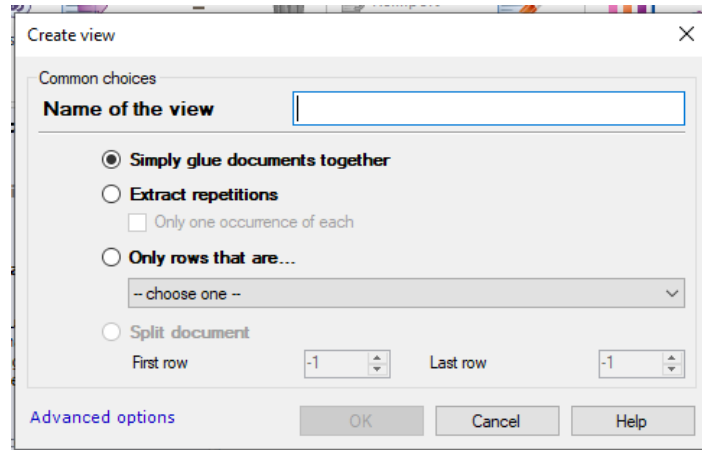 Create view
Common choices
Name of the view
Simply glue documents together
Extract repetitions
Only one occurrence of each
Only rows that are...
-- choose one --
Split document
First row -1 Last row -1
Advanced options OK Cancel Help